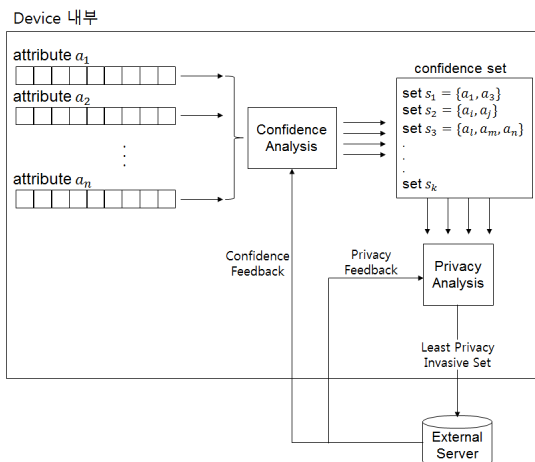 Device 내부
attribute a₁
attribute a₂
attribute aₙ
Confidence
Analysis
confidence set
set s₁ = {a₁, a₃}
set s₂ = {aᵢ, aⱼ}
set s₃ = {aₗ, aₘ, aₙ}
.
.
.
set sₖ
Confidence
Feedback
Privacy
Feedback
Privacy
Analysis
Least Privacy
Invasive Set
External
Server